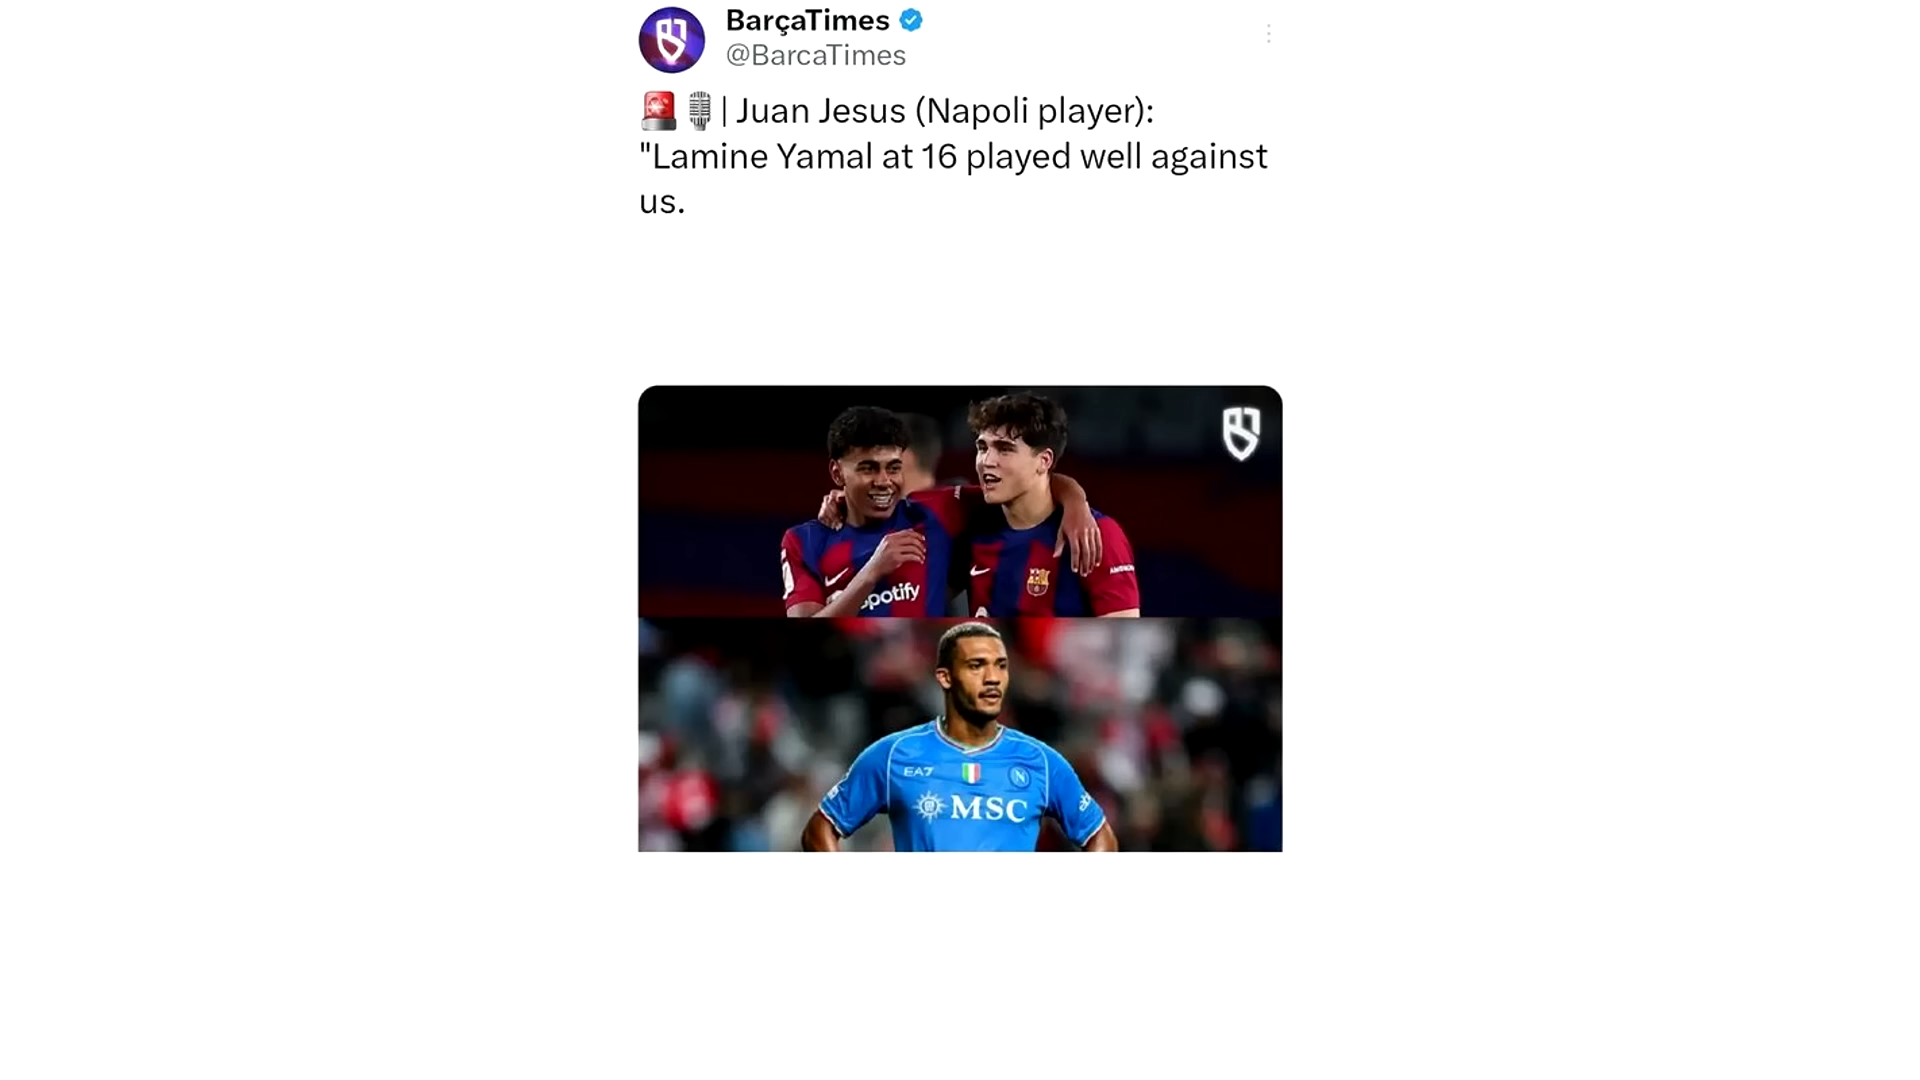 BarçaTimes
@BarcaTimes
🚨🎙️| Juan Jesus (Napoli player):
"Lamine Yamal at 16 played well against
us.
spotify
EA7
N
MSC